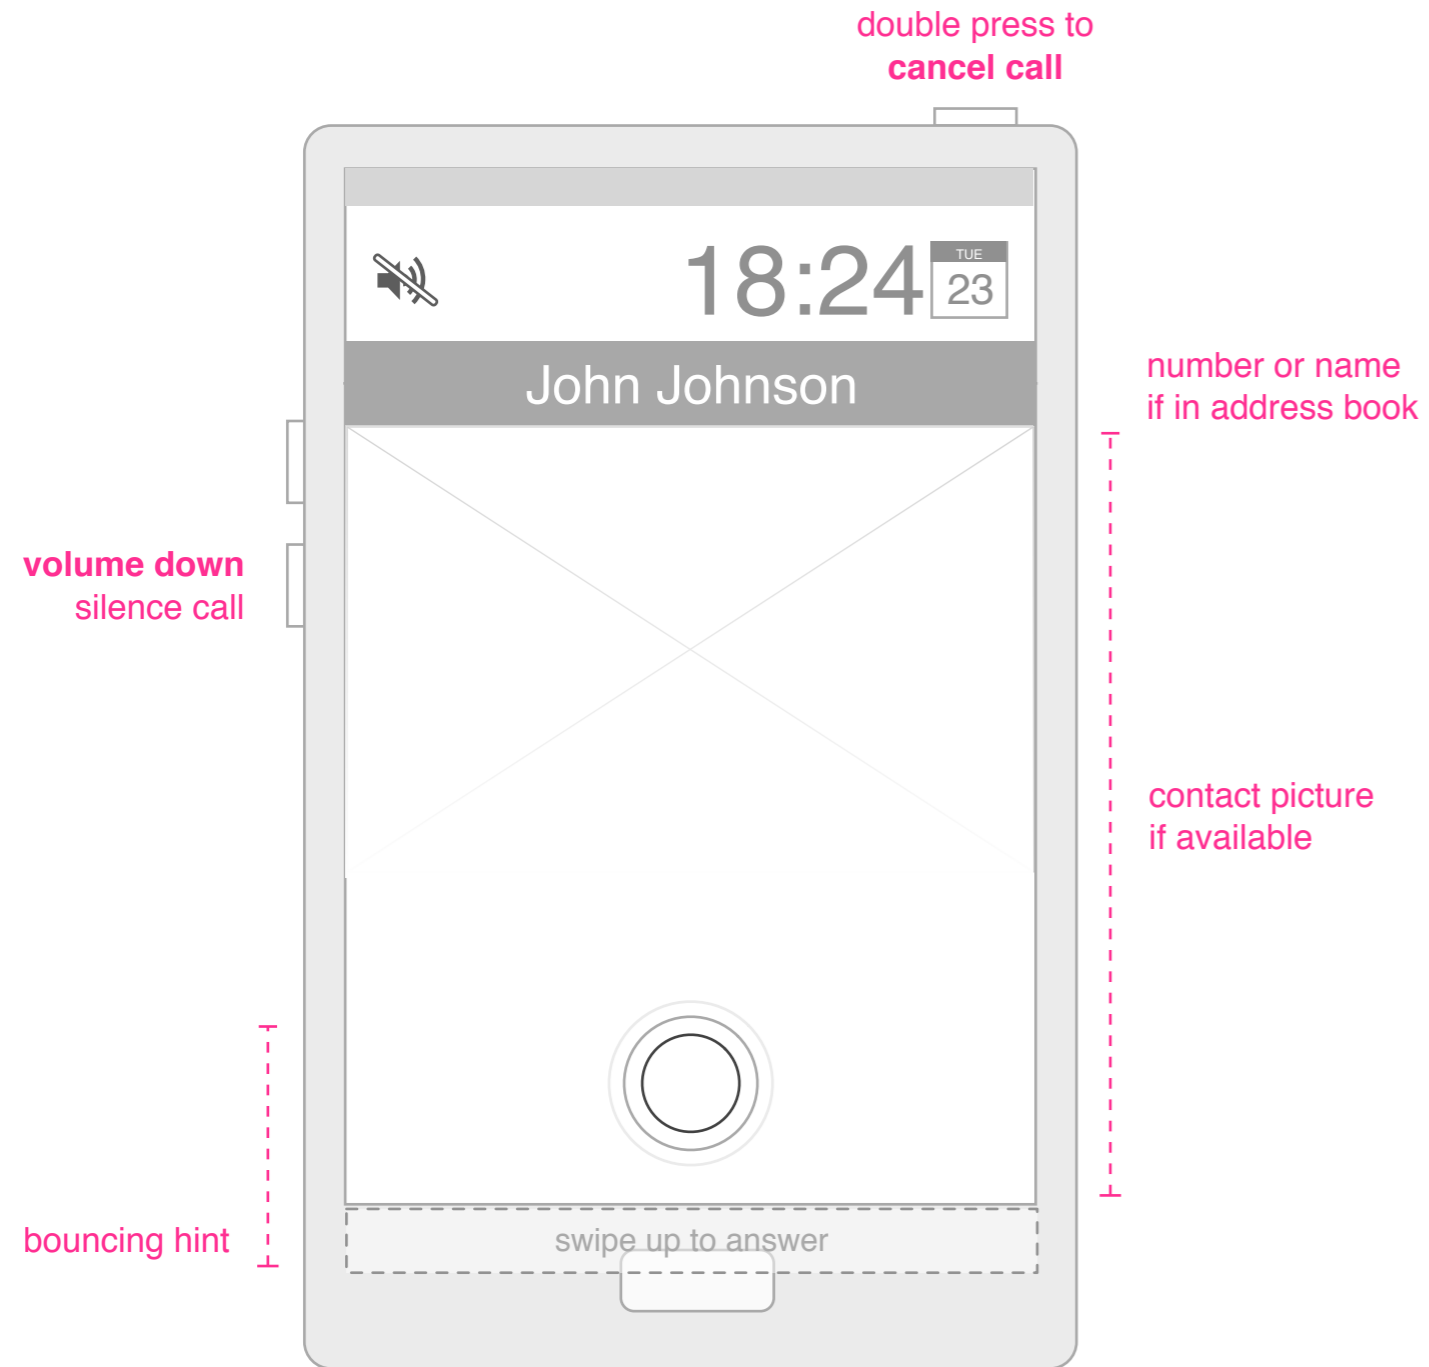 double press to
cancel call
18:24
TUE
23
John Johnson
number or name
if in address book
volume down
silence call
contact picture
if available
bouncing hint
swipe up to answer